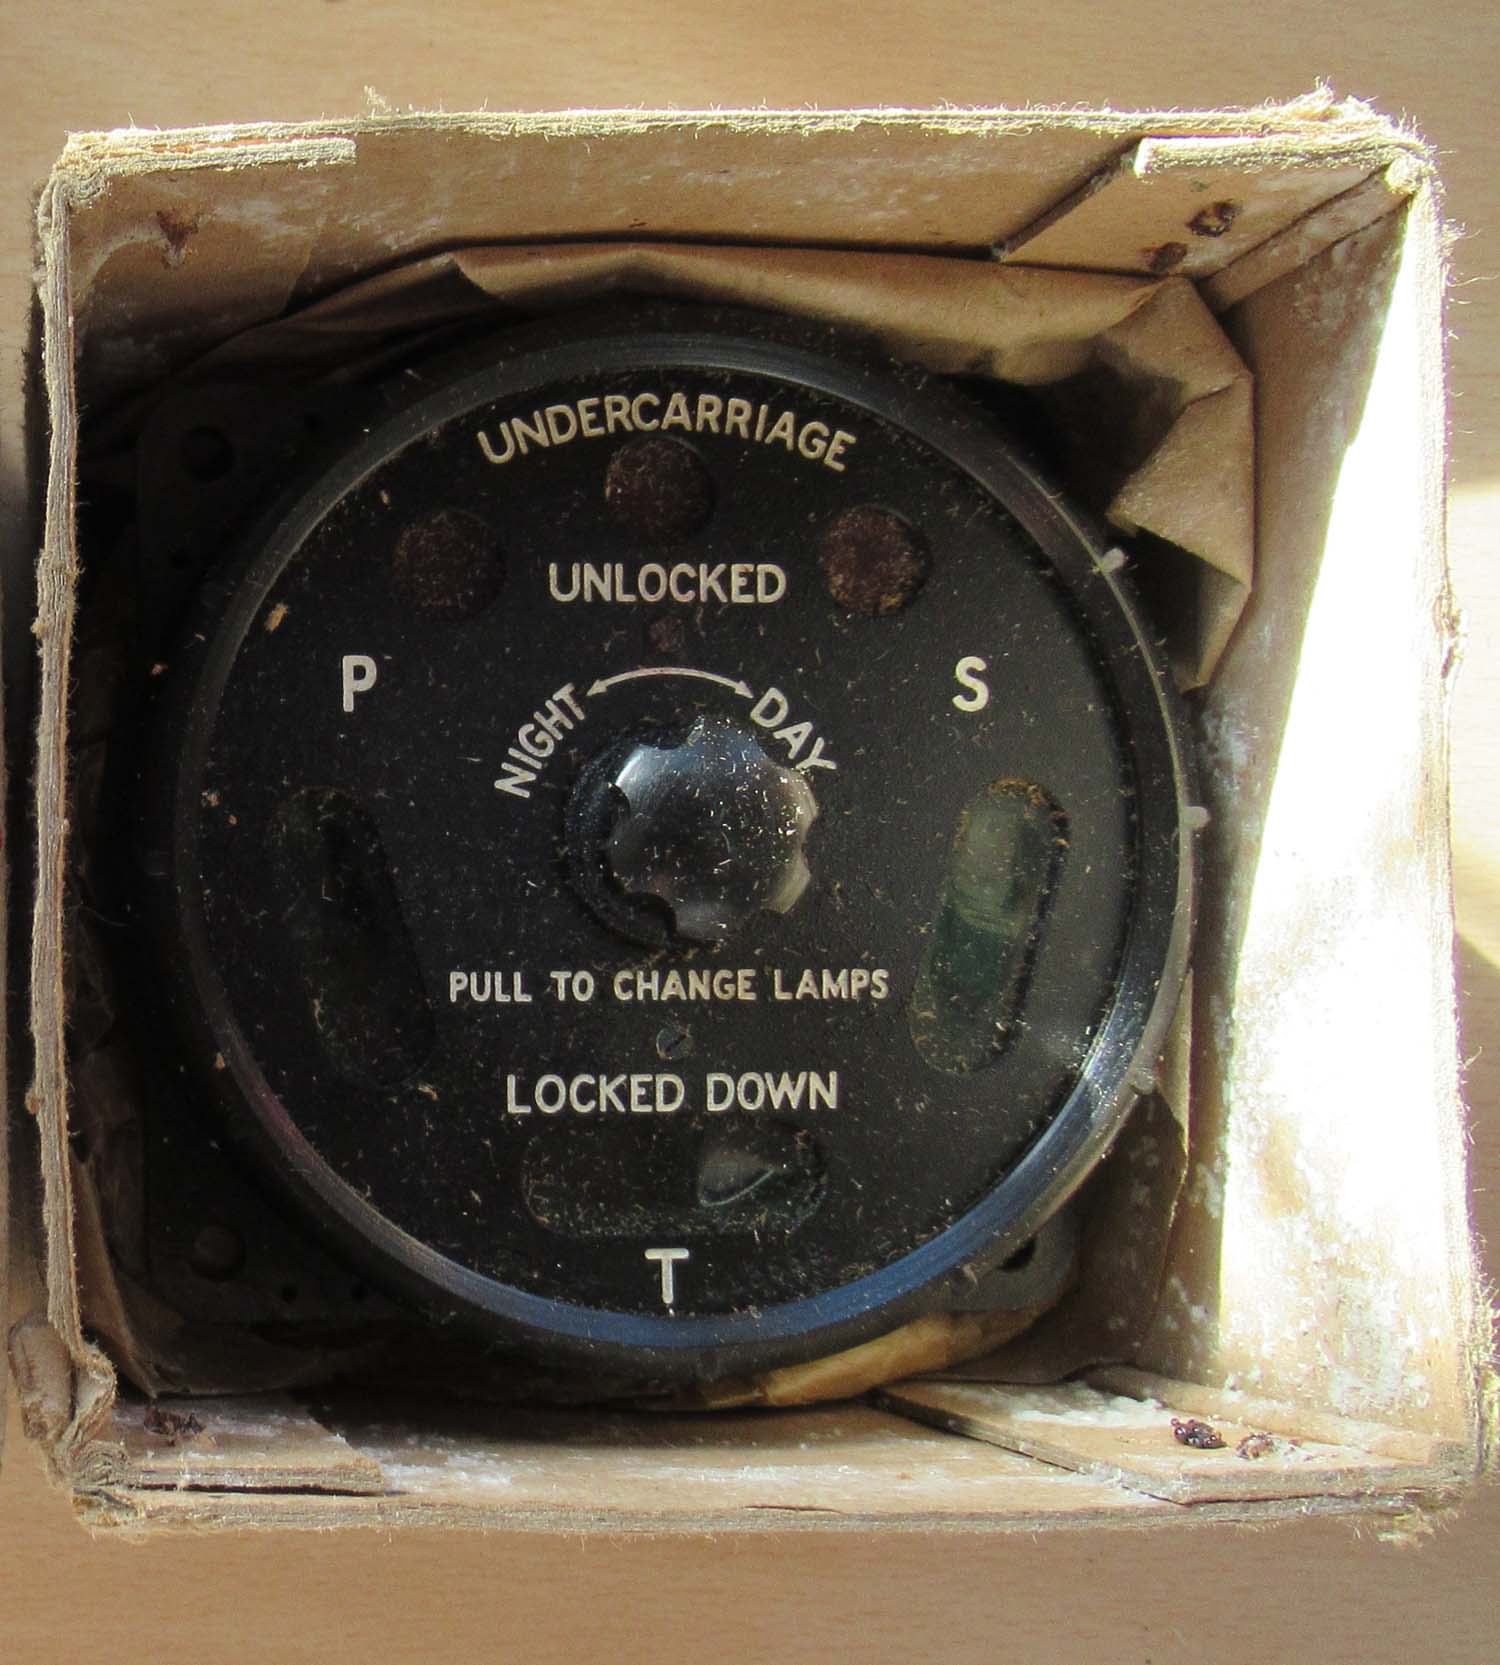 UNDERCARRIAGE
UNLOCKED
P
S
NIGHT
DAY
PULL TO CHANGE LAMPS
LOCKED DOWN
T